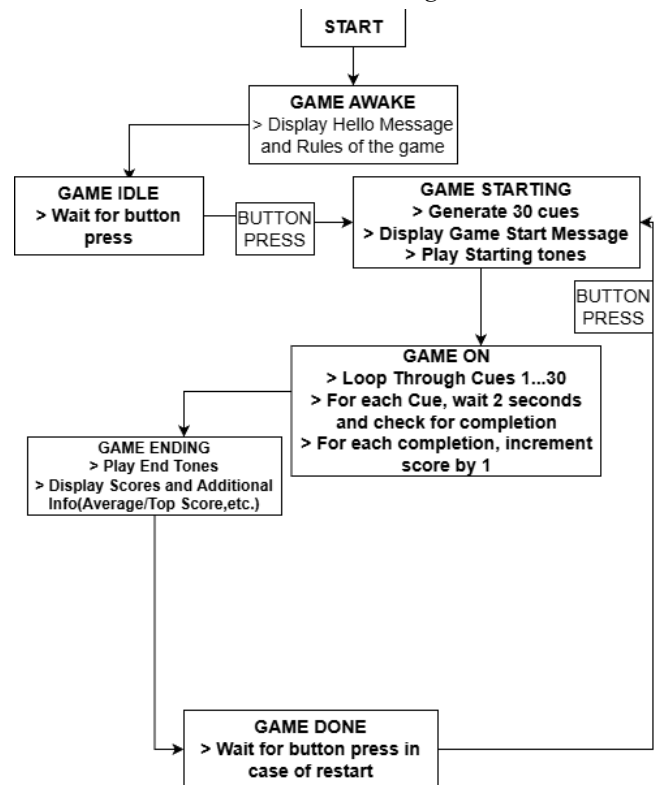 START
GAME AWAKE
> Display Hello Message
and Rules of the game
GAME IDLE
> Wait for button
press
BUTTON
PRESS
GAME STARTING
> Generate 30 cues
> Display Game Start Message
> Play Starting tones
BUTTON
PRESS
GAME ON
> Loop Through Cues 1...30
> For each Cue, wait 2 seconds
and check for completion
> For each completion, increment
score by 1
GAME ENDING
> Play End Tones
> Display Scores and Additional
Info(Average/Top Score,etc.)
GAME DONE
> Wait for button press in
case of restart